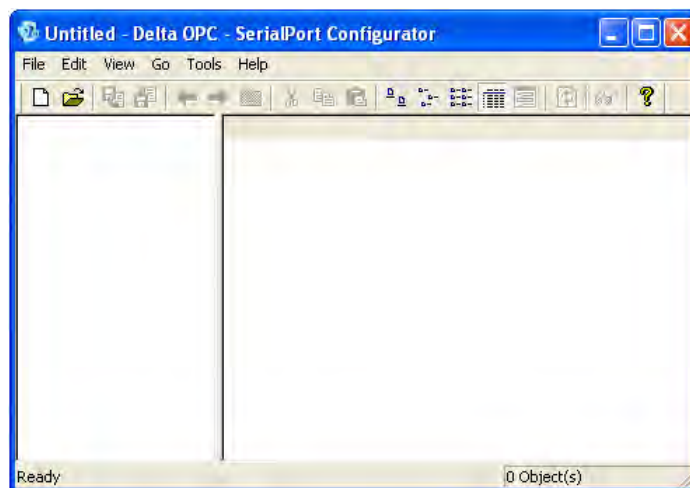 Untitled - Delta OPC - SerialPort Configurator
File Edit View Go Tools Help
Ready 0 Object(s)